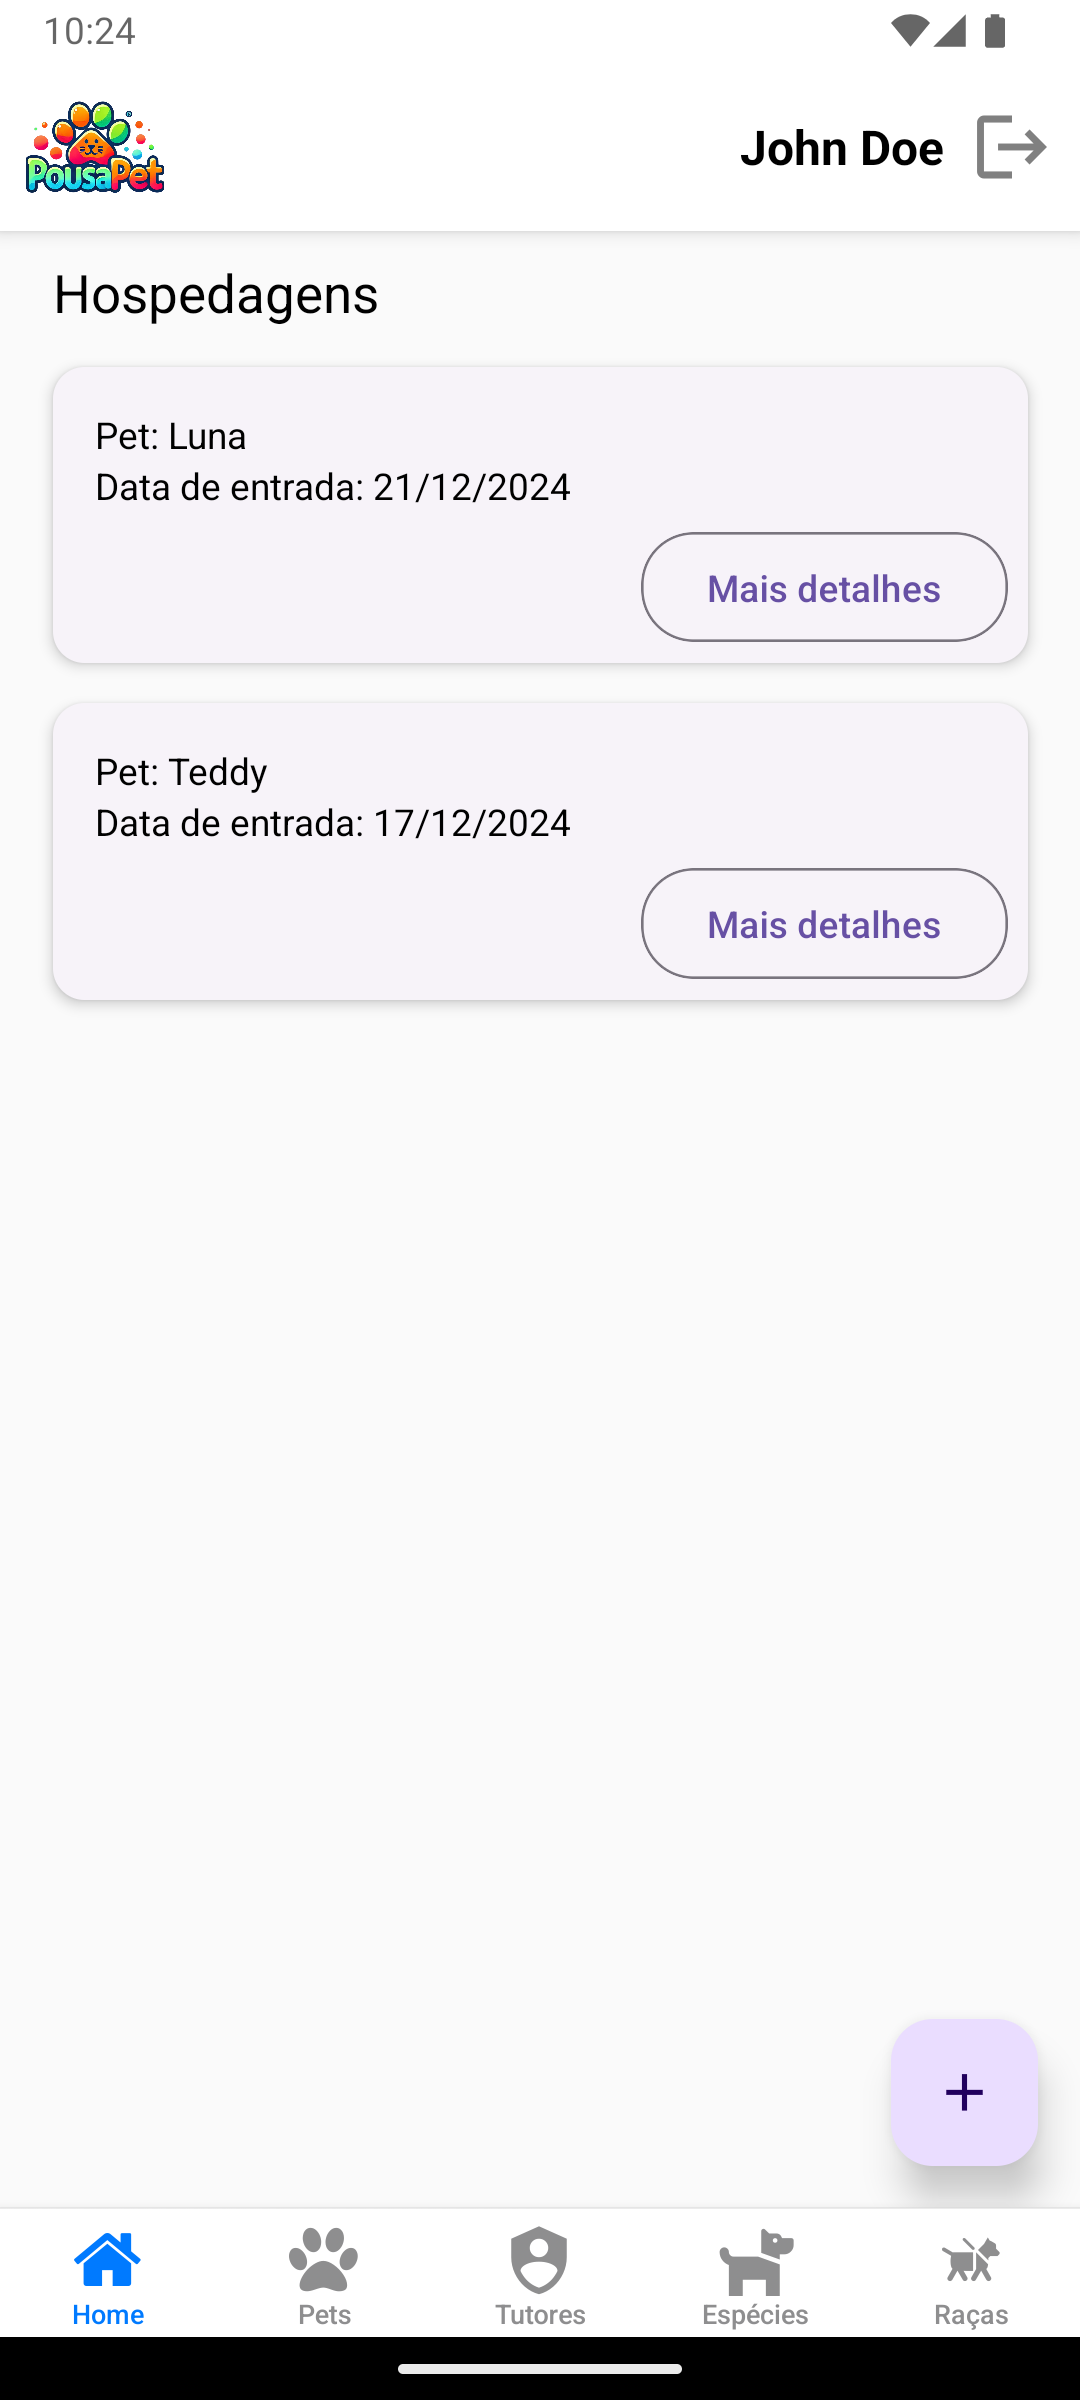 10:24
PousaPet
John Doe
Hospedagens
Pet: Luna
Data de entrada: 21/12/2024
Mais detalhes
Pet: Teddy
Data de entrada: 17/12/2024
Mais detalhes
Home
Pets
Tutores
Espécies
Raças